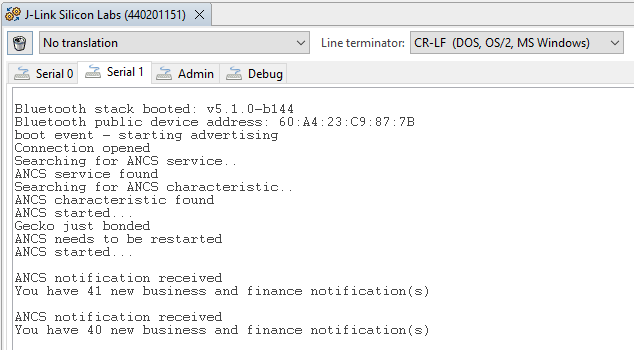 J-Link Silicon Labs (440201151)
No translation
Line terminator: CR-LF (DOS, OS/2, MS Windows)
Serial 0 Serial 1 Admin Debug
Bluetooth stack booted: v5.1.0-b144
Bluetooth public device address: 60:A4:23:C9:87:7B
boot event - starting advertising
Connection opened
Searching for ANCS service..
ANCS service found
Searching for ANCS characteristic..
ANCS characteristic found
ANCS started...
Gecko just bonded
ANCS needs to be restarted
ANCS started...
ANCS notification received
You have 41 new business and finance notification(s)
ANCS notification received
You have 40 new business and finance notification(s)